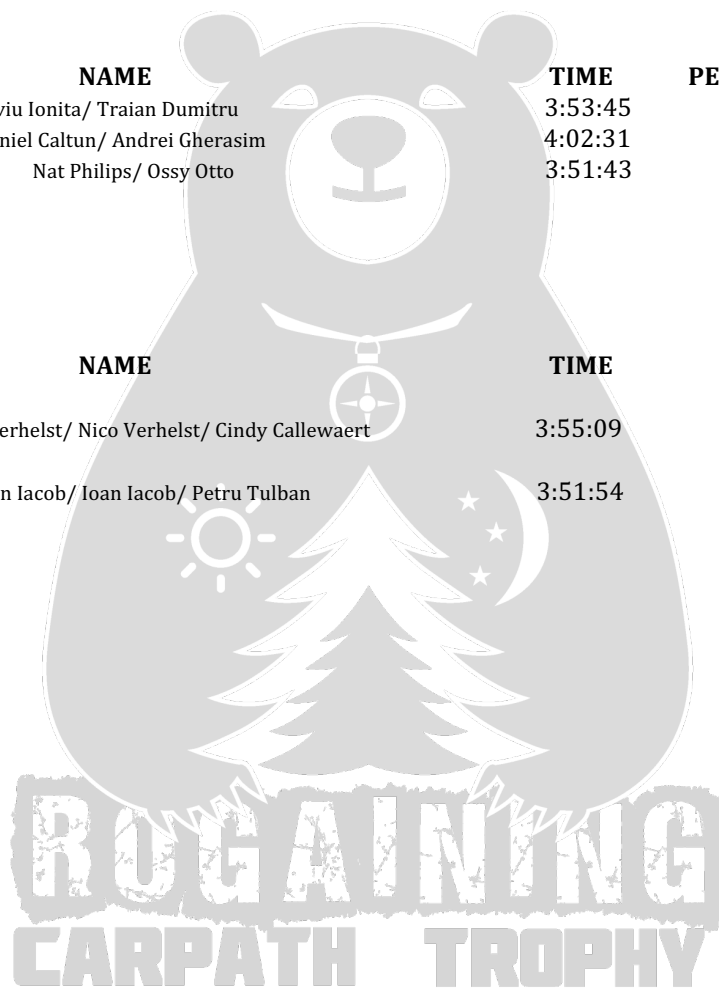 NAME TIME PE
viu Ionita/ Traian Dumitru 3:53:45
niel Caltun/ Andrei Gherasim 4:02:31
Nat Philips/ Ossy Otto 3:51:43
NAME TIME
erhelst/ Nico Verhelst/ Cindy Callewaert 3:55:09
n Iacob/ Ioan Iacob/ Petru Tulban 3:51:54
ROGAINING
CARPATH TROPHY